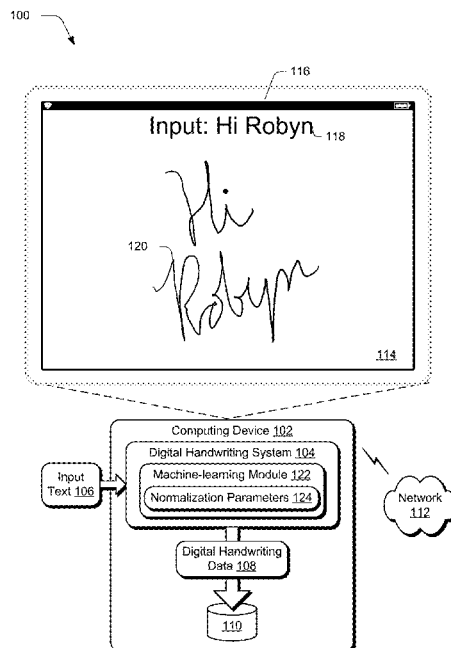 100
116
Input: Hi Robyn 118
Hi
120
Robyn
114
Computing Device 102
Digital Handwriting System 104
Input
Text 106
Machine-learning Module 122
Normalization Parameters 124
Network
112
Digital Handwriting
Data 108
110